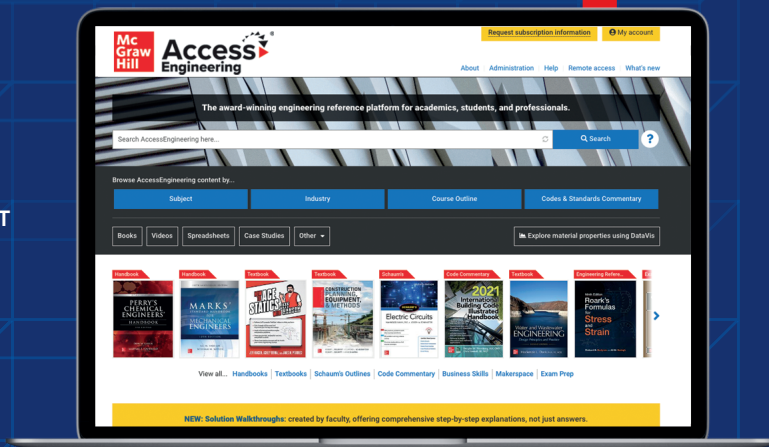 Request subscription information
My account
Mc
Graw
Hill
Access
Engineering
About
Administration
Help
Remote access
What's new
The award-winning engineering reference platform for academics, students, and professionals.
Search AccessEngineering here...
Search
?
T
Browse AccessEngineering content by...
Subject
Industry
Course Outline
Codes & Standards Commentary
Books
Videos
Spreadsheets
Case Studies
Other
Explore material properties using DataVis
Handbook
PERRY'S
CHEMICAL
ENGINEERS'
HANDBOOK
Handbook
MARKS'
ENGINEERS
Textbook
STATICS
Textbook
CONSTRUCTION
PLANNING,
EQUIPMENT,
& METHODS
Schaum's
Electric Circuits
Code Commentary
2021
International
Building Code
Illustrated
Handbook
Textbook
Water and Wastewater
ENGINEERING
Engineering Refere...
Roark's
Formulas
for
Stress
and
Strain
View all...
Handbooks
Textbooks
Schaum's Outlines
Code Commentary
Business Skills
Makerspace
Exam Prep
NEW: Solution Walkthroughs: created by faculty, offering comprehensive step-by-step explanations, not just answers.